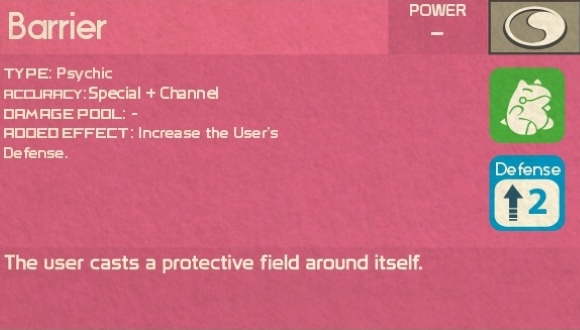 Barrier
POWER
–
TYPE: Psychic
ACCURACY: Special + Channel
DAMAGE POOL: -
ADDED EFFECT: Increase the User's
Defense.
Defense
2
The user casts a protective field around itself.